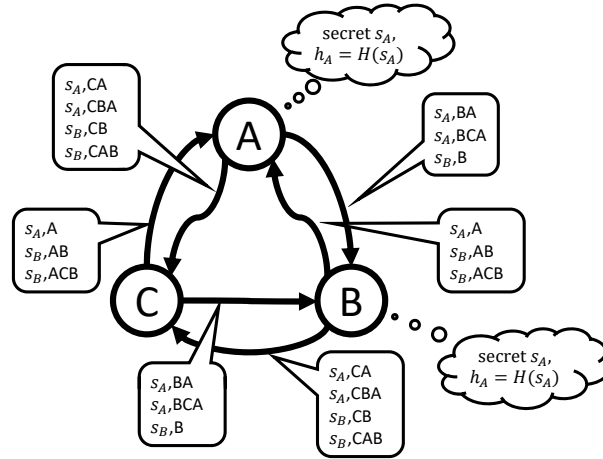 secret s_A,
h_A = H(s_A)
s_A,CA
s_A,CBA
s_B,CB
s_B,CAB
A
s_A,BA
s_A,BCA
s_B,B
s_A,A
s_B,AB
s_B,ACB
s_A,A
s_B,AB
s_B,ACB
C
B
secret s_A,
h_A = H(s_A)
s_A,BA
s_A,BCA
s_B,B
s_A,CA
s_A,CBA
s_B,CB
s_B,CAB